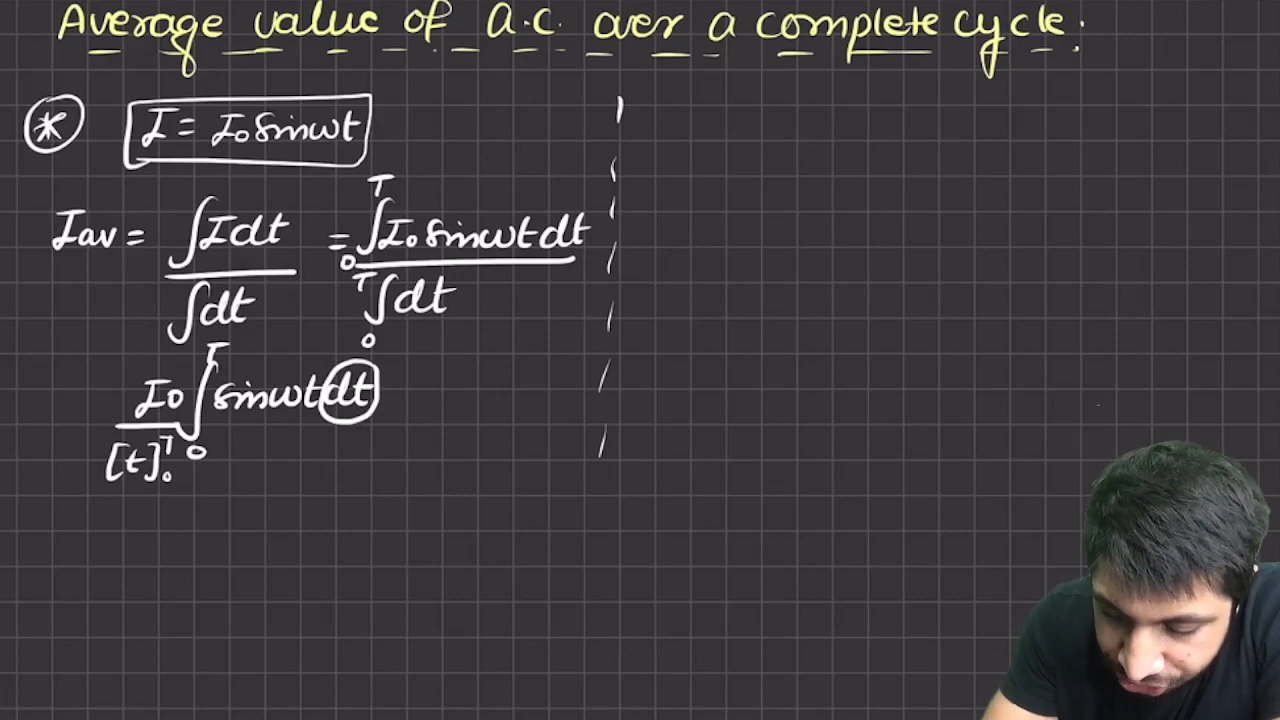 Average value of a.c. over a complete cycle:
* I = I₀ sinωt
Iav = ∫Idt / ∫dt = ∫₀ᵀ I₀ sinωt dt / ∫₀ᵀ dt
I₀ / [t]₀ᵀ ∫₀ᵀ sinωt dt